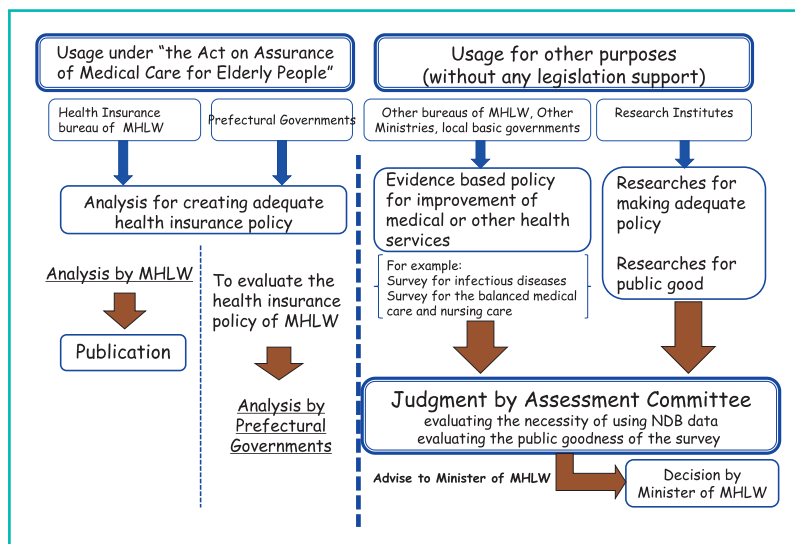 Usage under “the Act on Assurance
of Medical Care for Elderly People”
Health Insurance
bureau of MHLW
Prefectural Governments
Analysis for creating adequate
health insurance policy
Analysis by MHLW
Publication
To evaluate the
health insurance
policy of MHLW
Analysis by
Prefectural
Governments
Usage for other purposes
(without any legislation support)
Other bureaus of MHLW, Other
Ministries, local basic governments
Research Institutes
Evidence based policy
for improvement of
medical or other health
services
For example:
Survey for infectious diseases
Survey for the balanced medical
care and nursing care
Researches for
making adequate
policy
Researches for
public good
Judgment by Assessment Committee
evaluating the necessity of using NDB data
evaluating the public goodness of the survey
Advise to Minister of MHLW
Decision by
Minister of MHLW